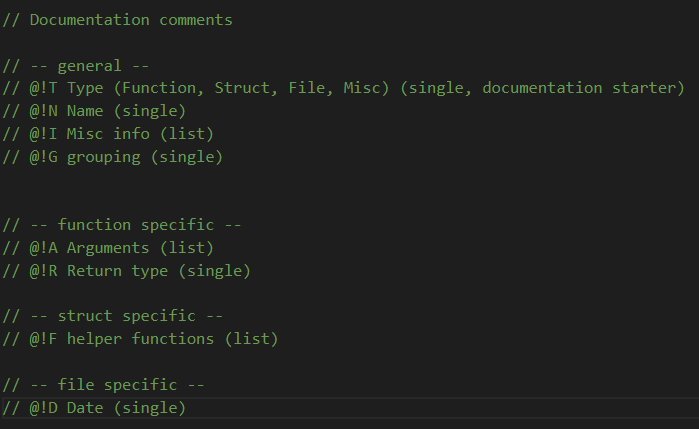 // Documentation comments
// -- general --
// @!T Type (Function, Struct, File, Misc) (single, documentation starter)
// @!N Name (single)
// @!I Misc info (list)
// @!G grouping (single)
// -- function specific --
// @!A Arguments (list)
// @!R Return type (single)
// -- struct specific --
// @!F helper functions (list)
// -- file specific --
// @!D Date (single)